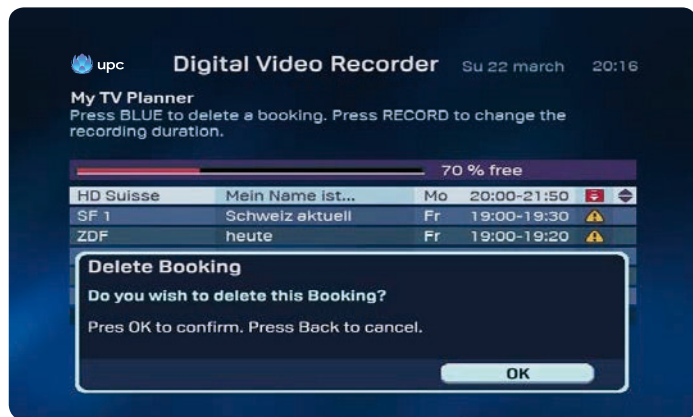 upc Digital Video Recorder Su 22 march 20:16
My TV Planner
Press BLUE to delete a booking. Press RECORD to change the
recording duration.
70 % free
HD Suisse Mein Name ist... Mo 20:00-21:50
SF 1 Schweiz aktuell Fr 19:00-19:30
ZDF heute Fr 19:00-19:20
Delete Booking
Do you wish to delete this Booking?
Pres OK to confirm. Press Back to cancel.
OK